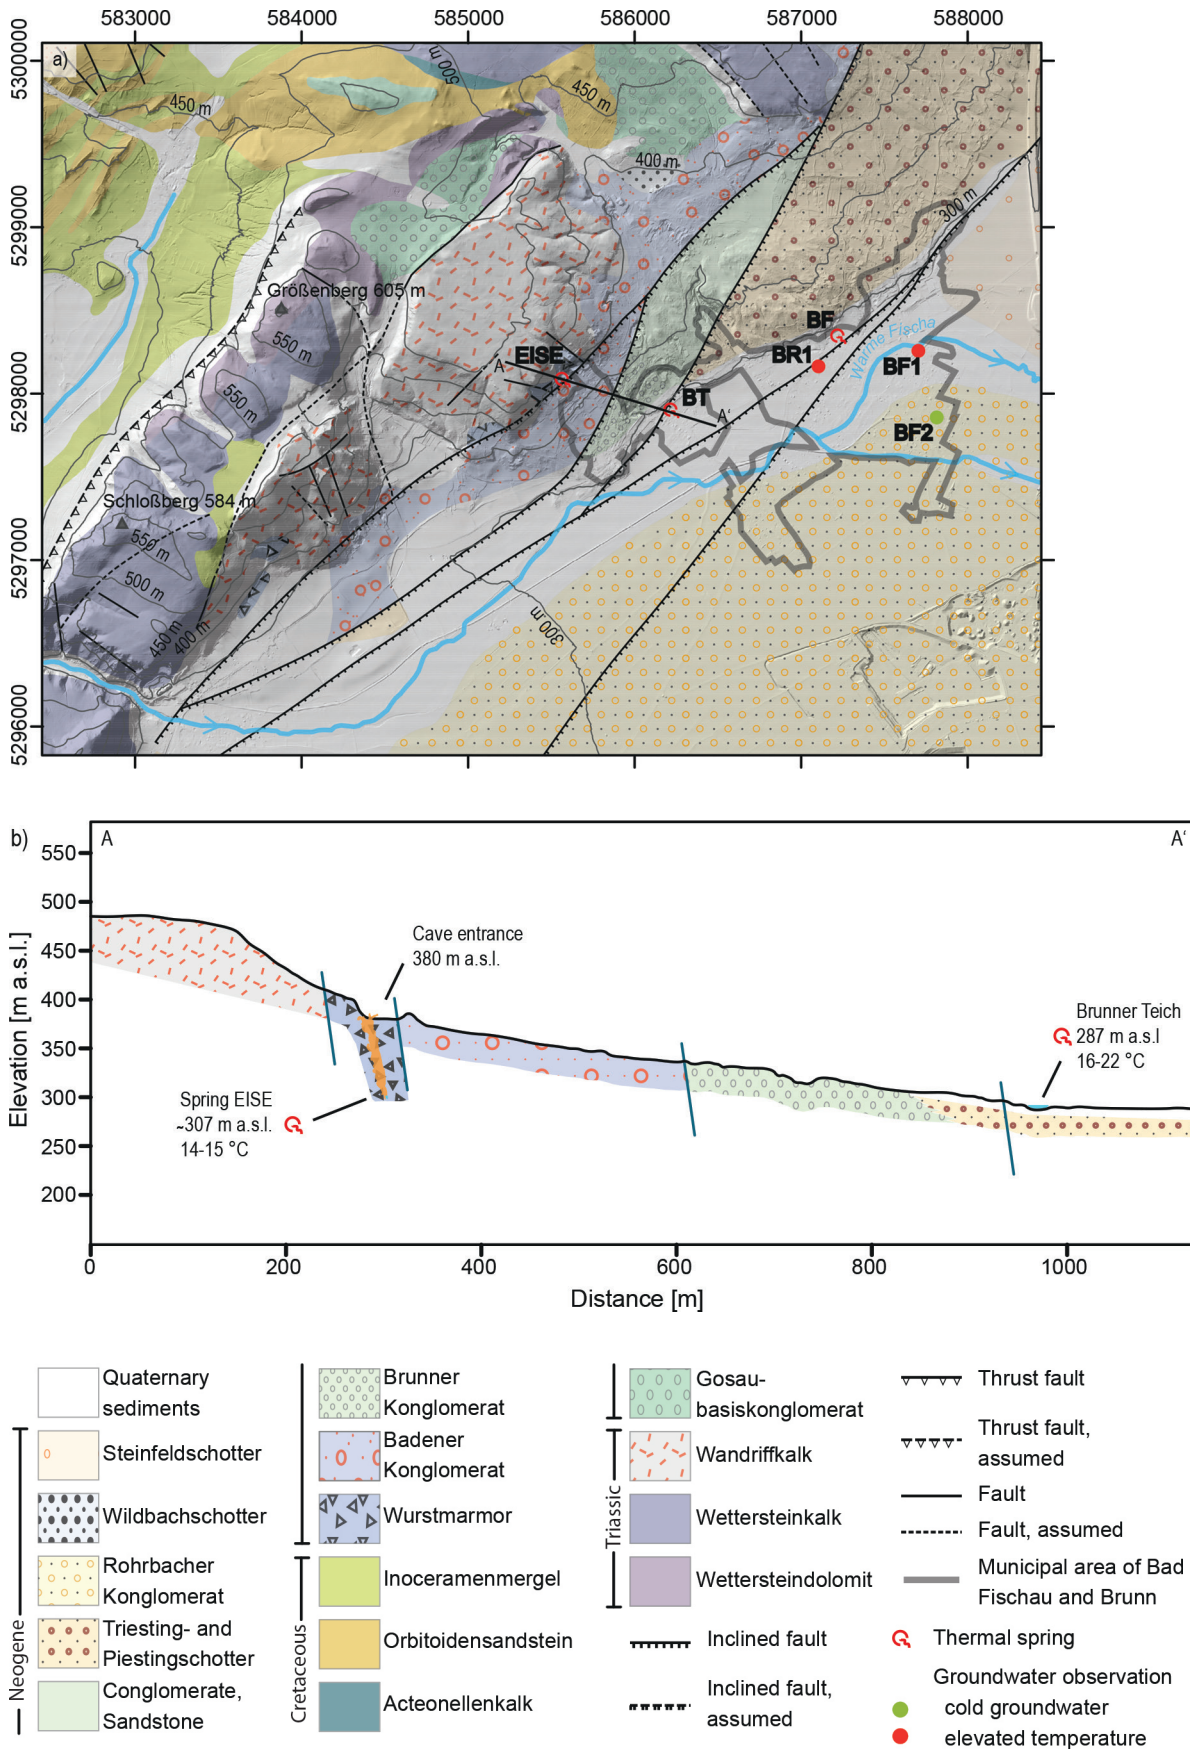 583000 584000 585000 586000 587000 588000
5300000
5299000
5298000
5297000
5296000
a)
450 m
500 m
450 m
400 m
300 m
Größenberg 605 m
550 m
550 m
Schloßberg 584 m
550 m
500 m
450 m
400 m
EISE
A
BT
A'
BF
BR1
BF1
BF2
Warme Fischa
300 m
b)
A
A'
550
500
450
400
350
300
250
200
Elevation [m a.s.l.]
Cave entrance
380 m a.s.l.
Spring EISE
~307 m a.s.l.
14-15 °C
Brunner Teich
287 m a.s.l
16-22 °C
0 200 400 600 800 1000
Distance [m]
Neogene
Quaternary
sediments
Steinfeldschotter
Wildbachschotter
Rohrbacher
Konglomerat
Triesting- and
Piestingschotter
Conglomerate,
Sandstone
Brunner
Konglomerat
Badener
Konglomerat
Wurstmarmor
Cretaceous
Inoceramenmergel
Orbitoidensandstein
Acteonellenkalk
Gosau-
basiskonglomerat
Triassic
Wandriffkalk
Wettersteinkalk
Wettersteindolomit
Inclined fault
Inclined fault,
assumed
Thrust fault
Thrust fault,
assumed
Fault
Fault, assumed
Municipal area of Bad
Fischau and Brunn
Thermal spring
Groundwater observation
cold groundwater
elevated temperature